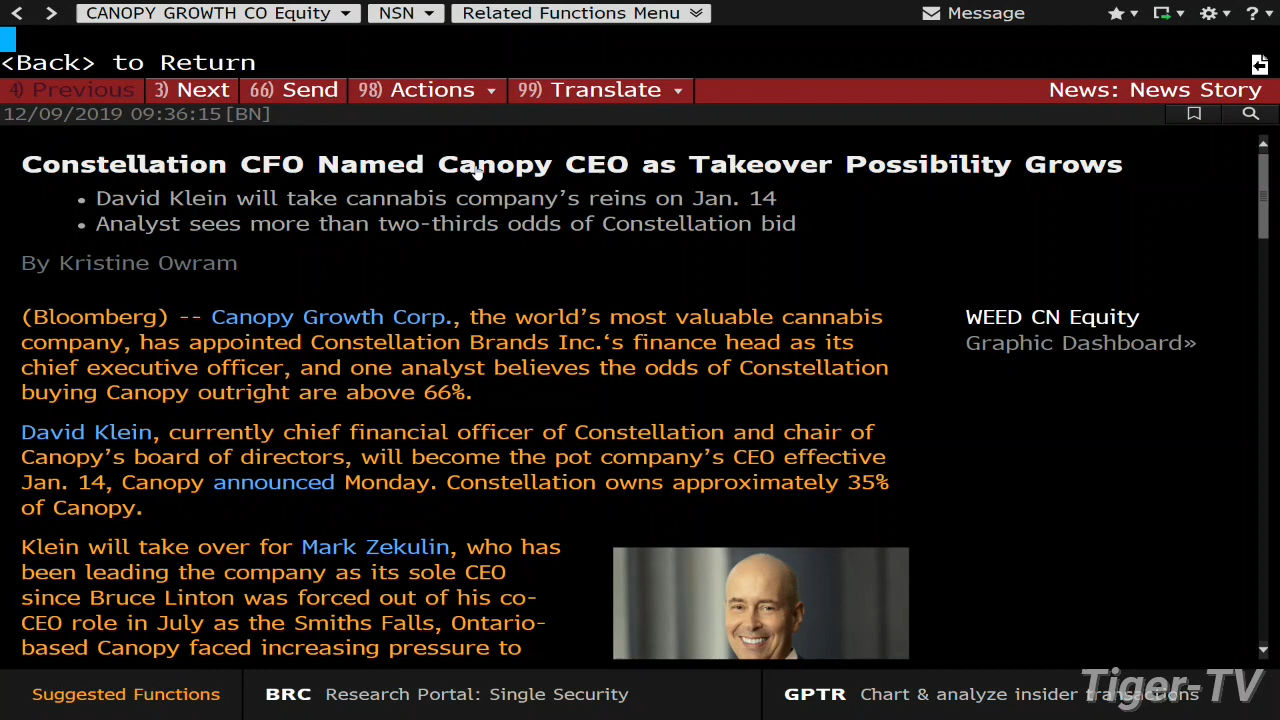 CANOPY GROWTH CO Equity NSN Related Functions Menu Message ?
<Back> to Return
4) Previous 3) Next 66) Send 98) Actions 99) Translate News: News Story
12/09/2019 09:36:15[BN]
Constellation CFO Named Canopy CEO as Takeover Possibility Grows
• David Klein will take cannabis company’s reins on Jan. 14
• Analyst sees more than two-thirds odds of Constellation bid
By Kristine Owram
(Bloomberg) -- Canopy Growth Corp., the world’s most valuable cannabis
company, has appointed Constellation Brands Inc.‘s finance head as its
chief executive officer, and one analyst believes the odds of Constellation
buying Canopy outright are above 66%.
WEED CN Equity
Graphic Dashboard»
David Klein, currently chief financial officer of Constellation and chair of
Canopy’s board of directors, will become the pot company’s CEO effective
Jan. 14, Canopy announced Monday. Constellation owns approximately 35%
of Canopy.
Klein will take over for Mark Zekulin, who has
been leading the company as its sole CEO
since Bruce Linton was forced out of his co-
CEO role in July as the Smiths Falls, Ontario-
based Canopy faced increasing pressure to
Suggested Functions BRC Research Portal: Single Security GPTR Chart & analyze insider transactions
Tiger-TV